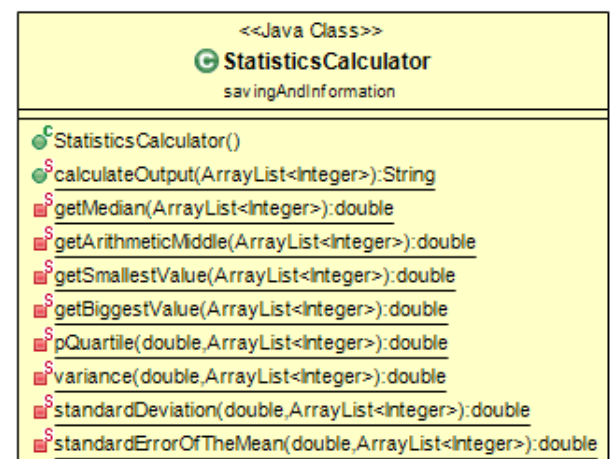 <<Java Class>>
C StatisticsCalculator
savingAndInformation
C StatisticsCalculator()
S calculateOutput(ArrayList<Integer>):String
S getMedian(ArrayList<Integer>):double
S getArithmeticMiddle(ArrayList<Integer>):double
S getSmallestValue(ArrayList<Integer>):double
S getBiggestValue(ArrayList<Integer>):double
S pQuartile(double,ArrayList<Integer>):double
S variance(double,ArrayList<Integer>):double
S standardDeviation(double,ArrayList<Integer>):double
S standardErrorOfTheMean(double,ArrayList<Integer>):double